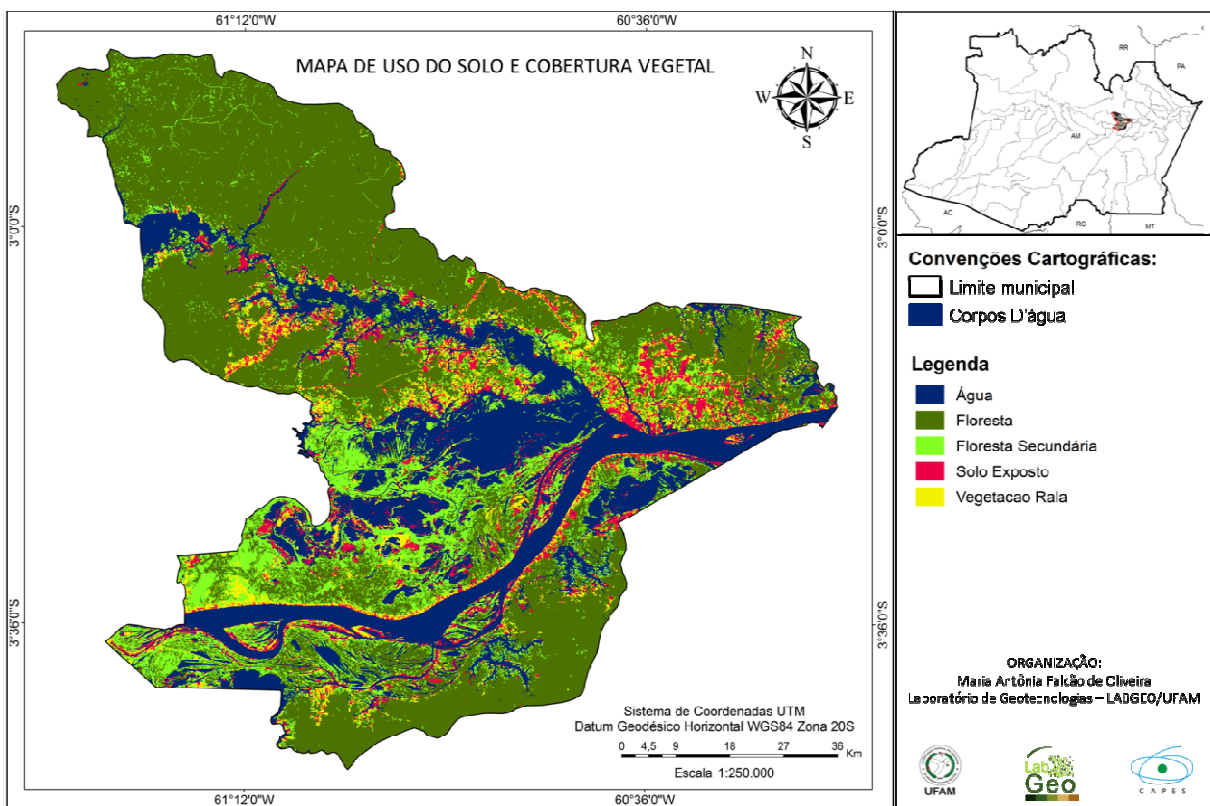 61°12'0"W
60°36'0"W
MAPA DE USO DO SOLO E COBERTURA VEGETAL
N
W
E
S
3°0'0"S
3°0'0"S
3°36'0"S
3°36'0"S
Sistema de Coordenadas UTM
Datum Geodésico Horizontal WGS84 Zona 20S
0 4,5 9 18 27 36
Km
Escala 1:250.000
61°12'0"W
60°36'0"W
RR
PA
AM
AC
RO
MT
Convenções Cartográficas:
Limite municipal
Corpos D'água
Legenda
Água
Floresta
Floresta Secundária
Solo Exposto
Vegetacao Rala
ORGANIZAÇÃO:
Maria Antônia Falcão de Oliveira
Laboratório de Geotecnologias – LABGEO/UFAM
UFAM
Lab
Geo
CAPES